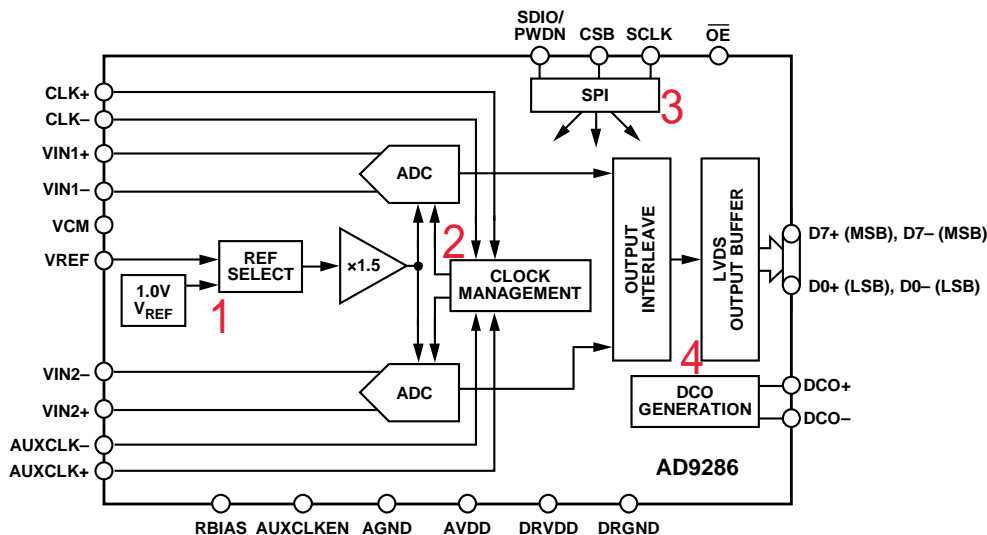 SDIO/
PWDN
CSB
SCLK
OE
CLK+
CLK–
VIN1+
VIN1–
VCM
VREF
VIN2–
VIN2+
AUXCLK–
AUXCLK+
SPI
3
ADC
2
REF
SELECT
×1.5
1.0V
VREF
1
CLOCK
MANAGEMENT
ADC
OUTPUT
INTERLEAVE
LVDS
OUTPUT BUFFER
4
DCO
GENERATION
D7+ (MSB), D7– (MSB)
D0+ (LSB), D0– (LSB)
DCO+
DCO–
AD9286
RBIAS
AUXCLKEN
AGND
AVDD
DRVDD
DRGND